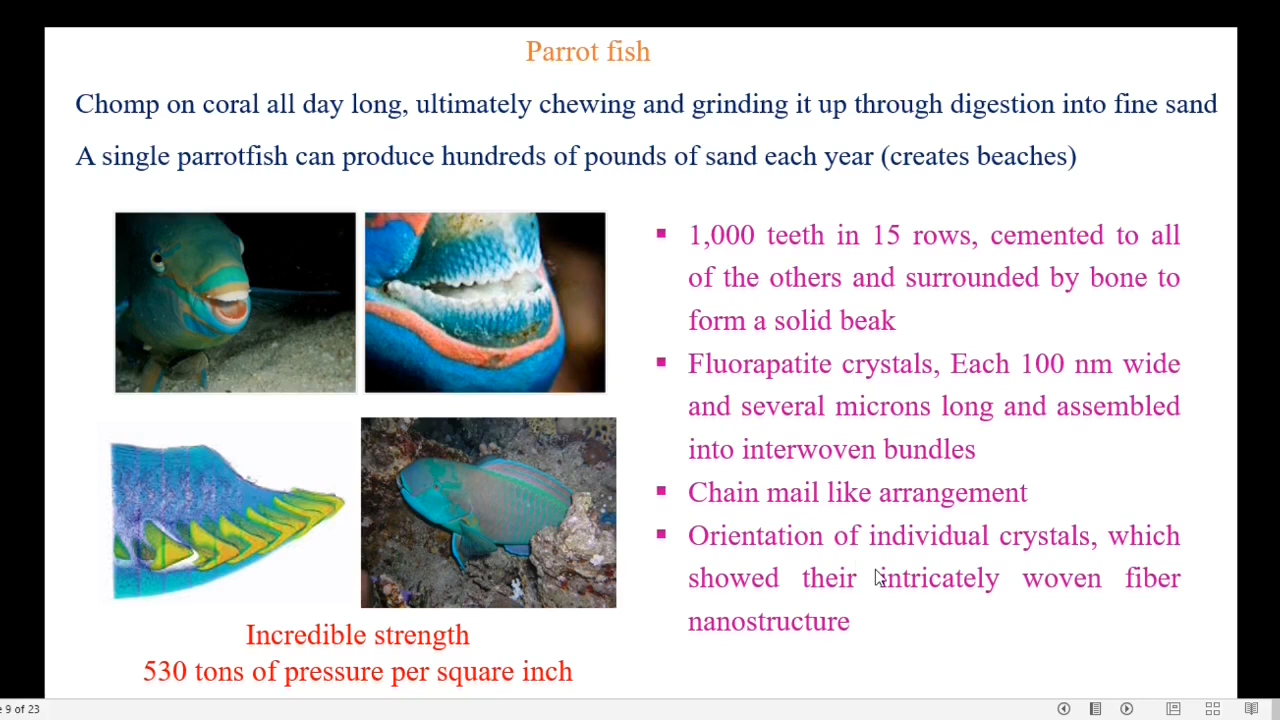 Parrot fish
Chomp on coral all day long, ultimately chewing and grinding it up through digestion into fine sand
A single parrotfish can produce hundreds of pounds of sand each year (creates beaches)
▪ 1,000 teeth in 15 rows, cemented to all
of the others and surrounded by bone to
form a solid beak
▪ Fluorapatite crystals, Each 100 nm wide
and several microns long and assembled
into interwoven bundles
▪ Chain mail like arrangement
▪ Orientation of individual crystals, which
showed their intricately woven fiber
nanostructure
Incredible strength
530 tons of pressure per square inch
e 9 of 23